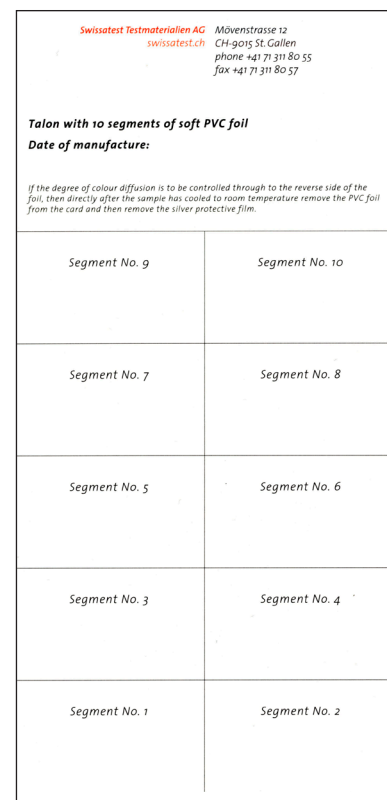 Swissatest Testmaterialien AG Mövenstrasse 12
swissatest.ch CH-9015 St. Gallen
phone +41 71 311 80 55
fax +41 71 311 80 57
Talon with 10 segments of soft PVC foil
Date of manufacture:
If the degree of colour diffusion is to be controlled through to the reverse side of the
foil, then directly after the sample has cooled to room temperature remove the PVC foil
from the card and then remove the silver protective film.
Segment No. 9 Segment No. 10
Segment No. 7 Segment No. 8
Segment No. 5 Segment No. 6
Segment No. 3 Segment No. 4
Segment No. 1 Segment No. 2